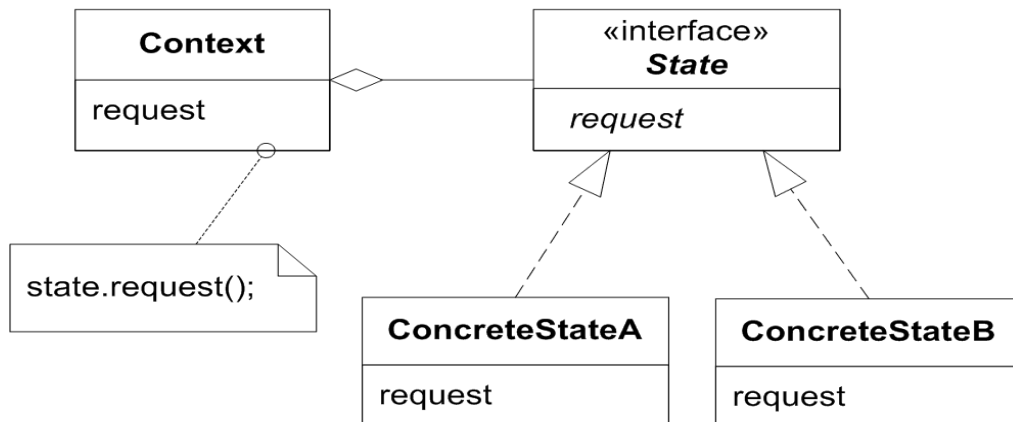 Context
request
«interface»
State
request
state.request();
ConcreteStateA
request
ConcreteStateB
request